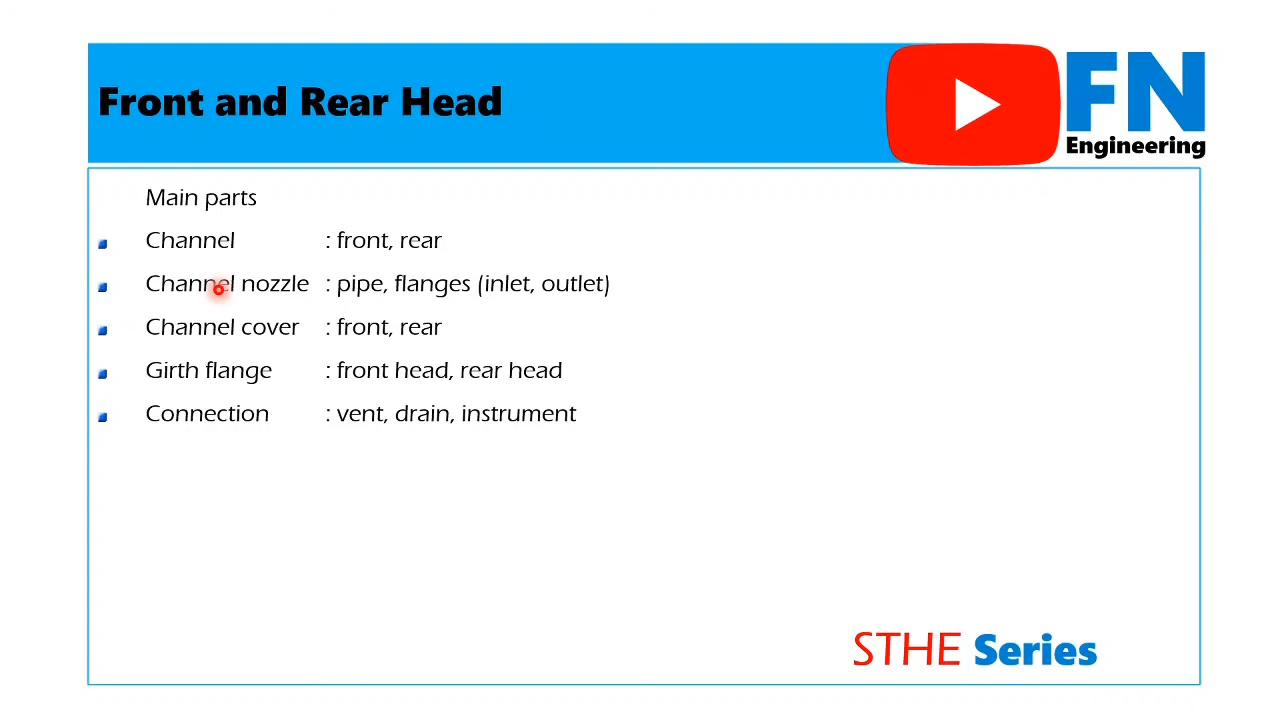 Front and Rear Head
FN
Engineering
Main parts
Channel : front, rear
Channel nozzle : pipe, flanges (inlet, outlet)
Channel cover : front, rear
Girth flange : front head, rear head
Connection : vent, drain, instrument
STHE Series